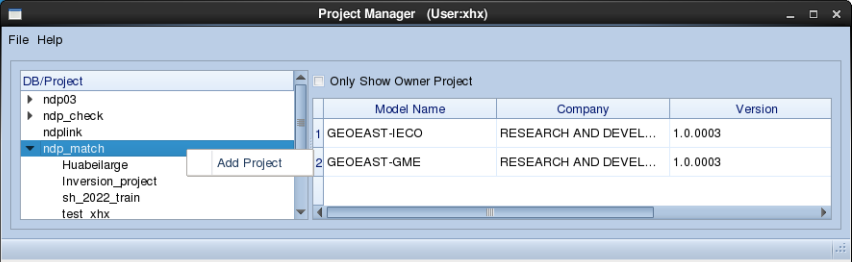 Project Manager (User:xhx)
File Help
DB/Project
ndp03
ndp_check
ndplink
ndp_match
Huabeilarge
Inversion_project
sh_2022_train
test_xhx
Add Project
Only Show Owner Project
Model Name Company Version
1 GEOEAST-IECO RESEARCH AND DEVEL... 1.0.0003
2 GEOEAST-GME RESEARCH AND DEVEL... 1.0.0003